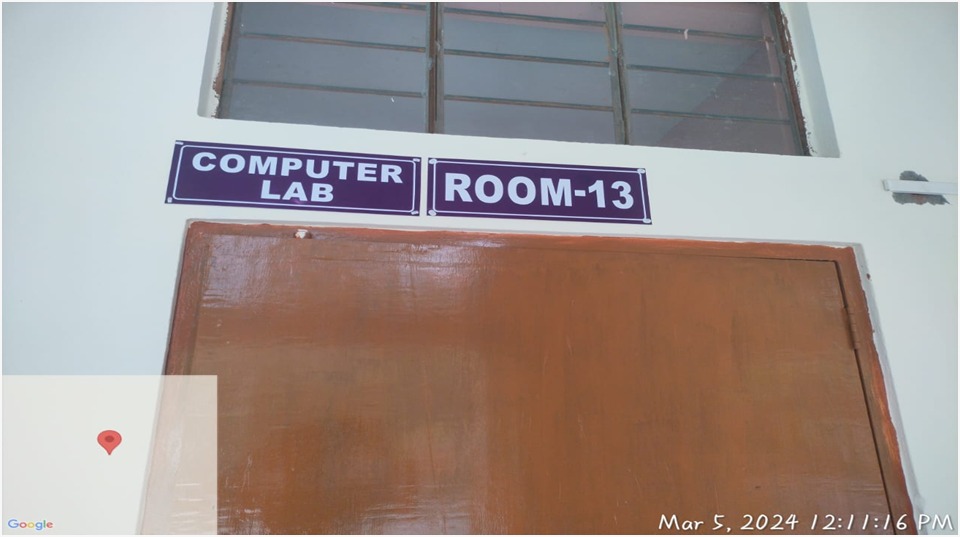 COMPUTER
LAB
ROOM-13
Google
Mar 5, 2024 12:11:16 PM